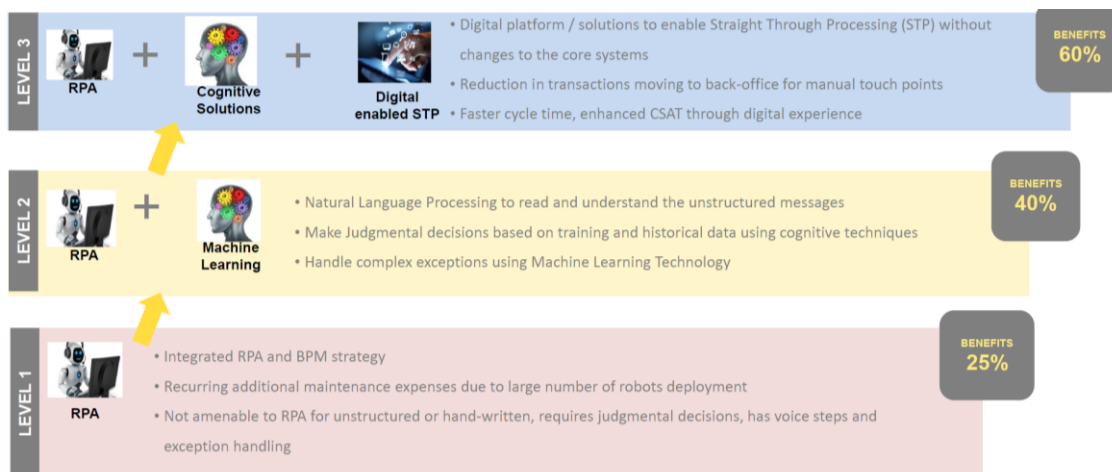 LEVEL 3
RPA
+
Cognitive
Solutions
+
Digital
enabled STP
• Digital platform / solutions to enable Straight Through Processing (STP) without
changes to the core systems
• Reduction in transactions moving to back-office for manual touch points
• Faster cycle time, enhanced CSAT through digital experience
BENEFITS
60%
LEVEL 2
RPA
+
Machine
Learning
• Natural Language Processing to read and understand the unstructured messages
• Make Judgmental decisions based on training and historical data using cognitive techniques
• Handle complex exceptions using Machine Learning Technology
BENEFITS
40%
LEVEL 1
RPA
• Integrated RPA and BPM strategy
• Recurring additional maintenance expenses due to large number of robots deployment
• Not amenable to RPA for unstructured or hand-written, requires judgmental decisions, has voice steps and
exception handling
BENEFITS
25%